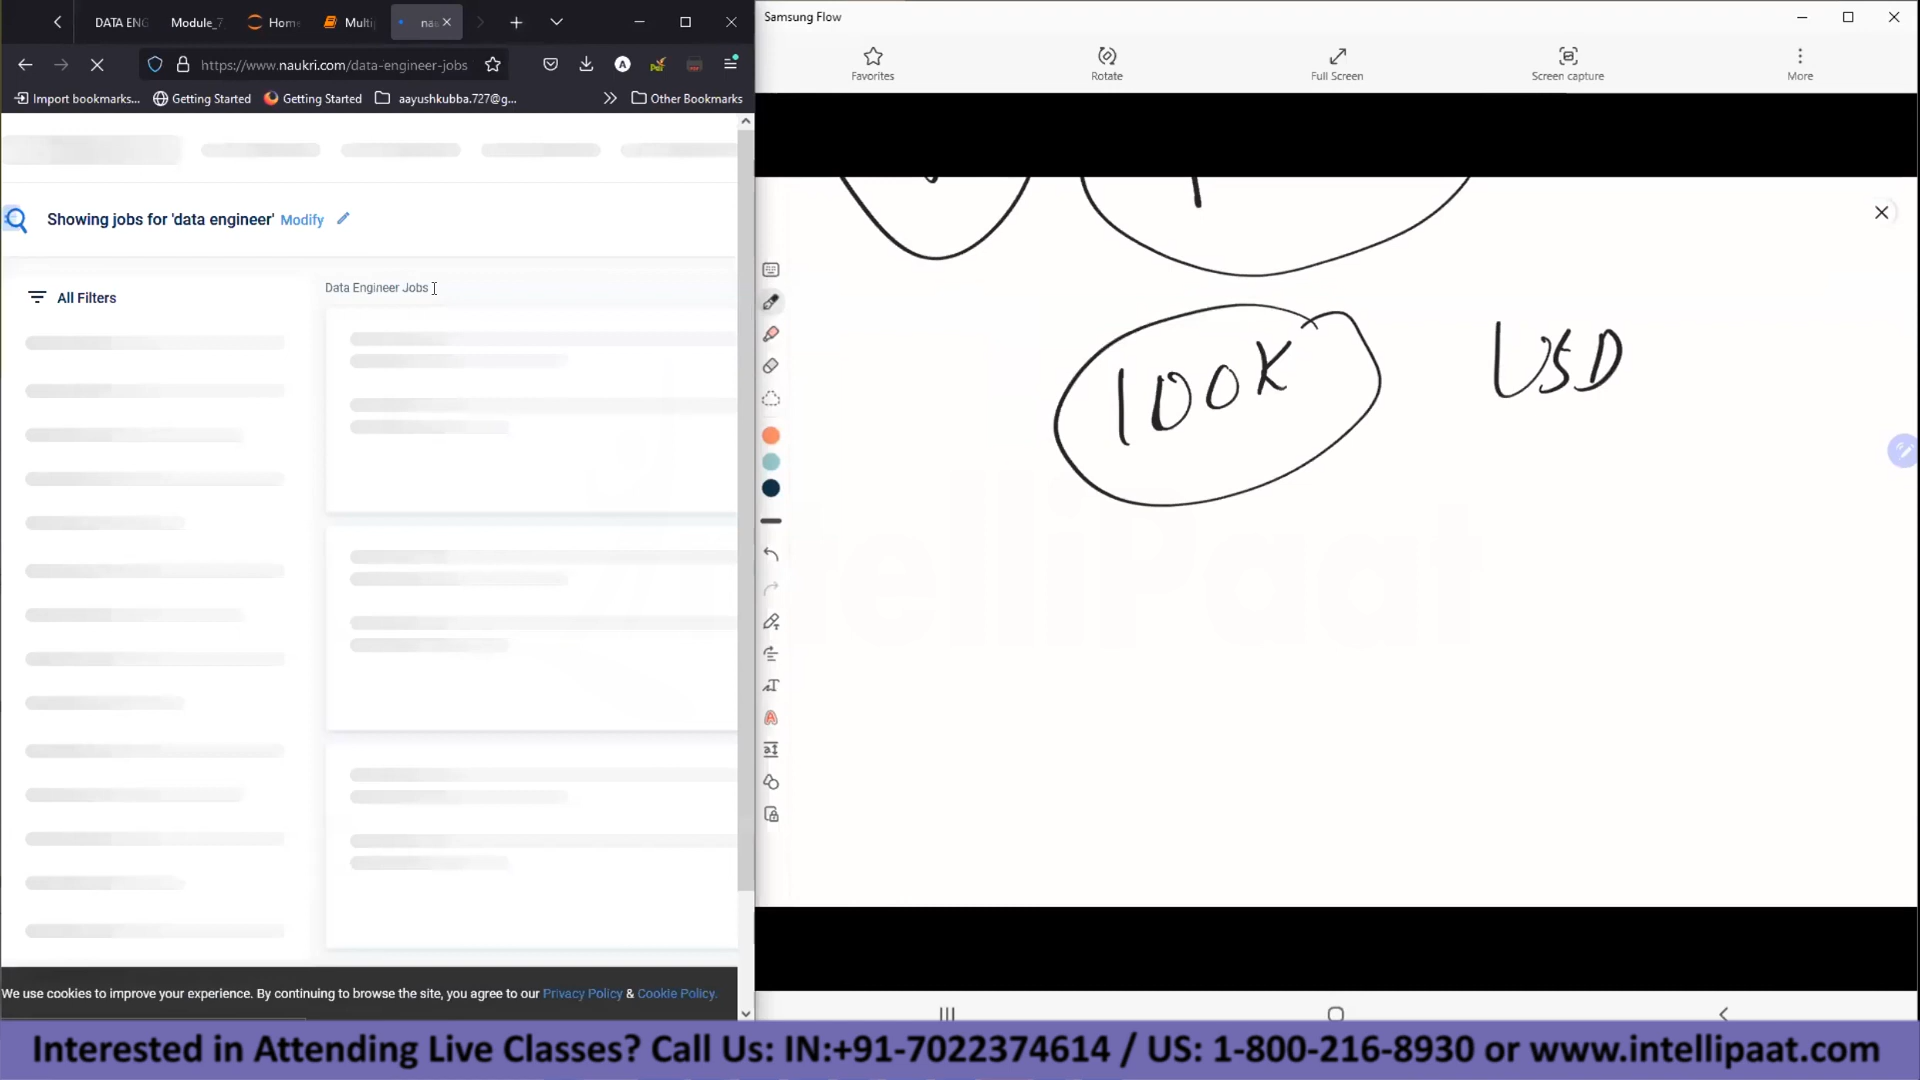 DATA ENG
Module_7
Home
Multi
nau
Samsung Flow
https://www.naukri.com/data-engineer-jobs
Import bookmarks...
Getting Started
Getting Started
aayushkubba.727@g...
Other Bookmarks
Favorites
Rotate
Full Screen
Screen capture
More
Showing jobs for 'data engineer' Modify
All Filters
Data Engineer Jobs
100K USD
IntelliPaat
We use cookies to improve your experience. By continuing to browse the site, you agree to our Privacy Policy & Cookie Policy.
Interested in Attending Live Classes? Call Us: IN:+91-7022374614 / US: 1-800-216-8930 or www.intellipaat.com